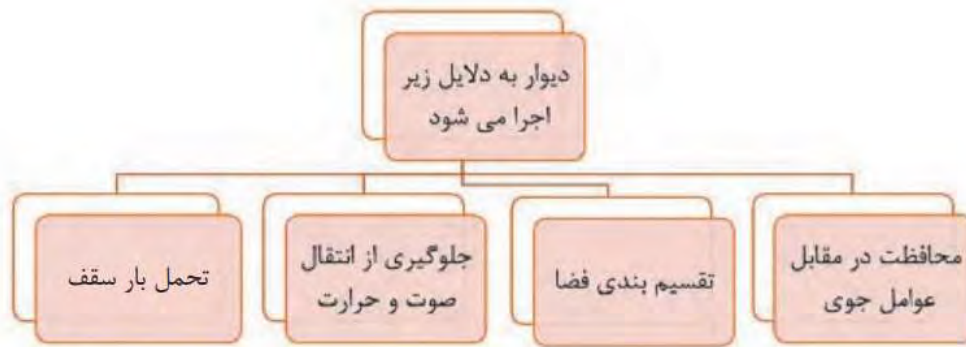 دیوار به دلایل زیر
اجرا می شود
محافظت در مقابل
عوامل جوی
تقسیم بندی فضا
جلوگیری از انتقال
صوت و حرارت
تحمل بار سقف